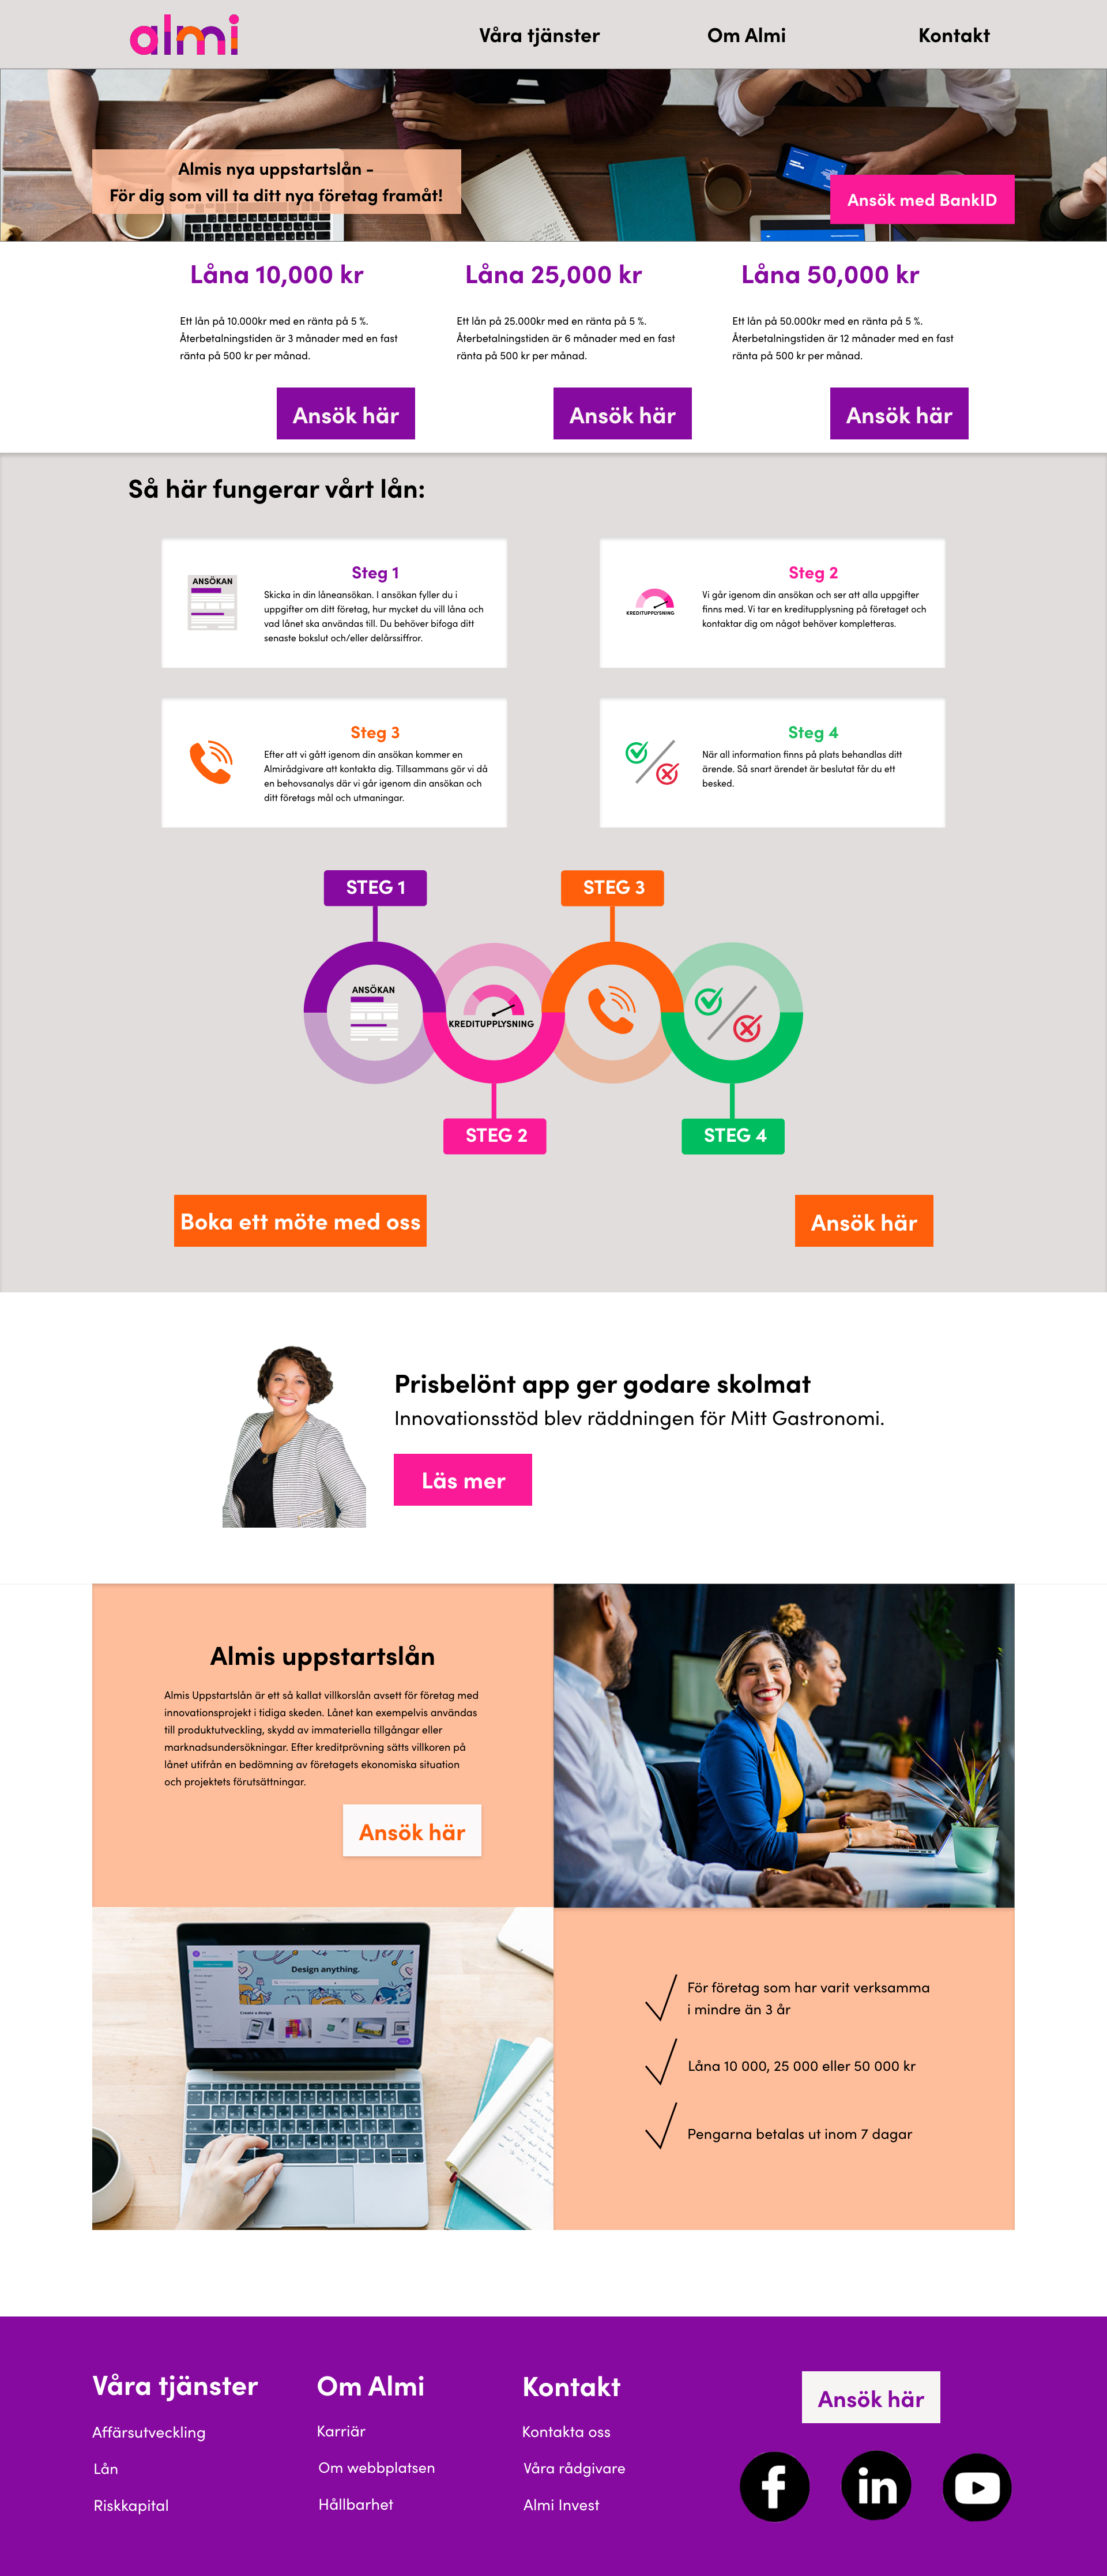 almi
Våra tjänster
Om Almi
Kontakt
Almis nya uppstartslån -
För dig som vill ta ditt nya företag framåt!
Ansök med BankID
Låna 10,000 kr
Ett lån på 10.000kr med en ränta på 5 %.
Återbetalningstiden är 3 månader med en fast
ränta på 500 kr per månad.
Ansök här
Låna 25,000 kr
Ett lån på 25.000kr med en ränta på 5 %.
Återbetalningstiden är 6 månader med en fast
ränta på 500 kr per månad.
Ansök här
Låna 50,000 kr
Ett lån på 50.000kr med en ränta på 5 %.
Återbetalningstiden är 12 månader med en fast
ränta på 500 kr per månad.
Ansök här
Så här fungerar vårt lån:
ANSÖKAN
Steg 1
Skicka in din låneansökan. I ansökan fyller du i
uppgifter om ditt företag, hur mycket du vill låna och
vad lånet ska användas till. Du behöver bifoga ditt
senaste bokslut och/eller delårssiffror.
KREDITUPPLYSNING
Steg 2
Vi går igenom din ansökan och ser att alla uppgifter
finns med. Vi tar en kreditupplysning på företaget och
kontaktar dig om något behöver kompletteras.
Steg 3
Efter att vi gått igenom din ansökan kommer en
Almirådgivare att kontakta dig. Tillsammans gör vi då
en behovsanalys där vi går igenom din ansökan och
ditt företags mål och utmaningar.
Steg 4
När all information finns på plats behandlas ditt
ärende. Så snart ärendet är beslutat får du ett
besked.
STEG 1
STEG 3
ANSÖKAN
KREDITUPPLYSNING
STEG 2
STEG 4
Boka ett möte med oss
Ansök här
Prisbelönt app ger godare skolmat
Innovationsstöd blev räddningen för Mitt Gastronomi.
Läs mer
Almis uppstartslån
Almis Uppstartslån är ett så kallat villkorslån avsett för företag med
innovationsprojekt i tidiga skeden. Lånet kan exempelvis användas
till produktutveckling, skydd av immateriella tillgångar eller
marknadsundersökningar. Efter kreditprövning sätts villkoren på
lånet utifrån en bedömning av företagets ekonomiska situation
och projektets förutsättningar.
Ansök här
Design anything.
Create a design
För företag som har varit verksamma
i mindre än 3 år
Låna 10 000, 25 000 eller 50 000 kr
Pengarna betalas ut inom 7 dagar
Våra tjänster
Affärsutveckling
Lån
Riskkapital
Om Almi
Karriär
Om webbplatsen
Hållbarhet
Kontakt
Kontakta oss
Våra rådgivare
Almi Invest
Ansök här
f
in